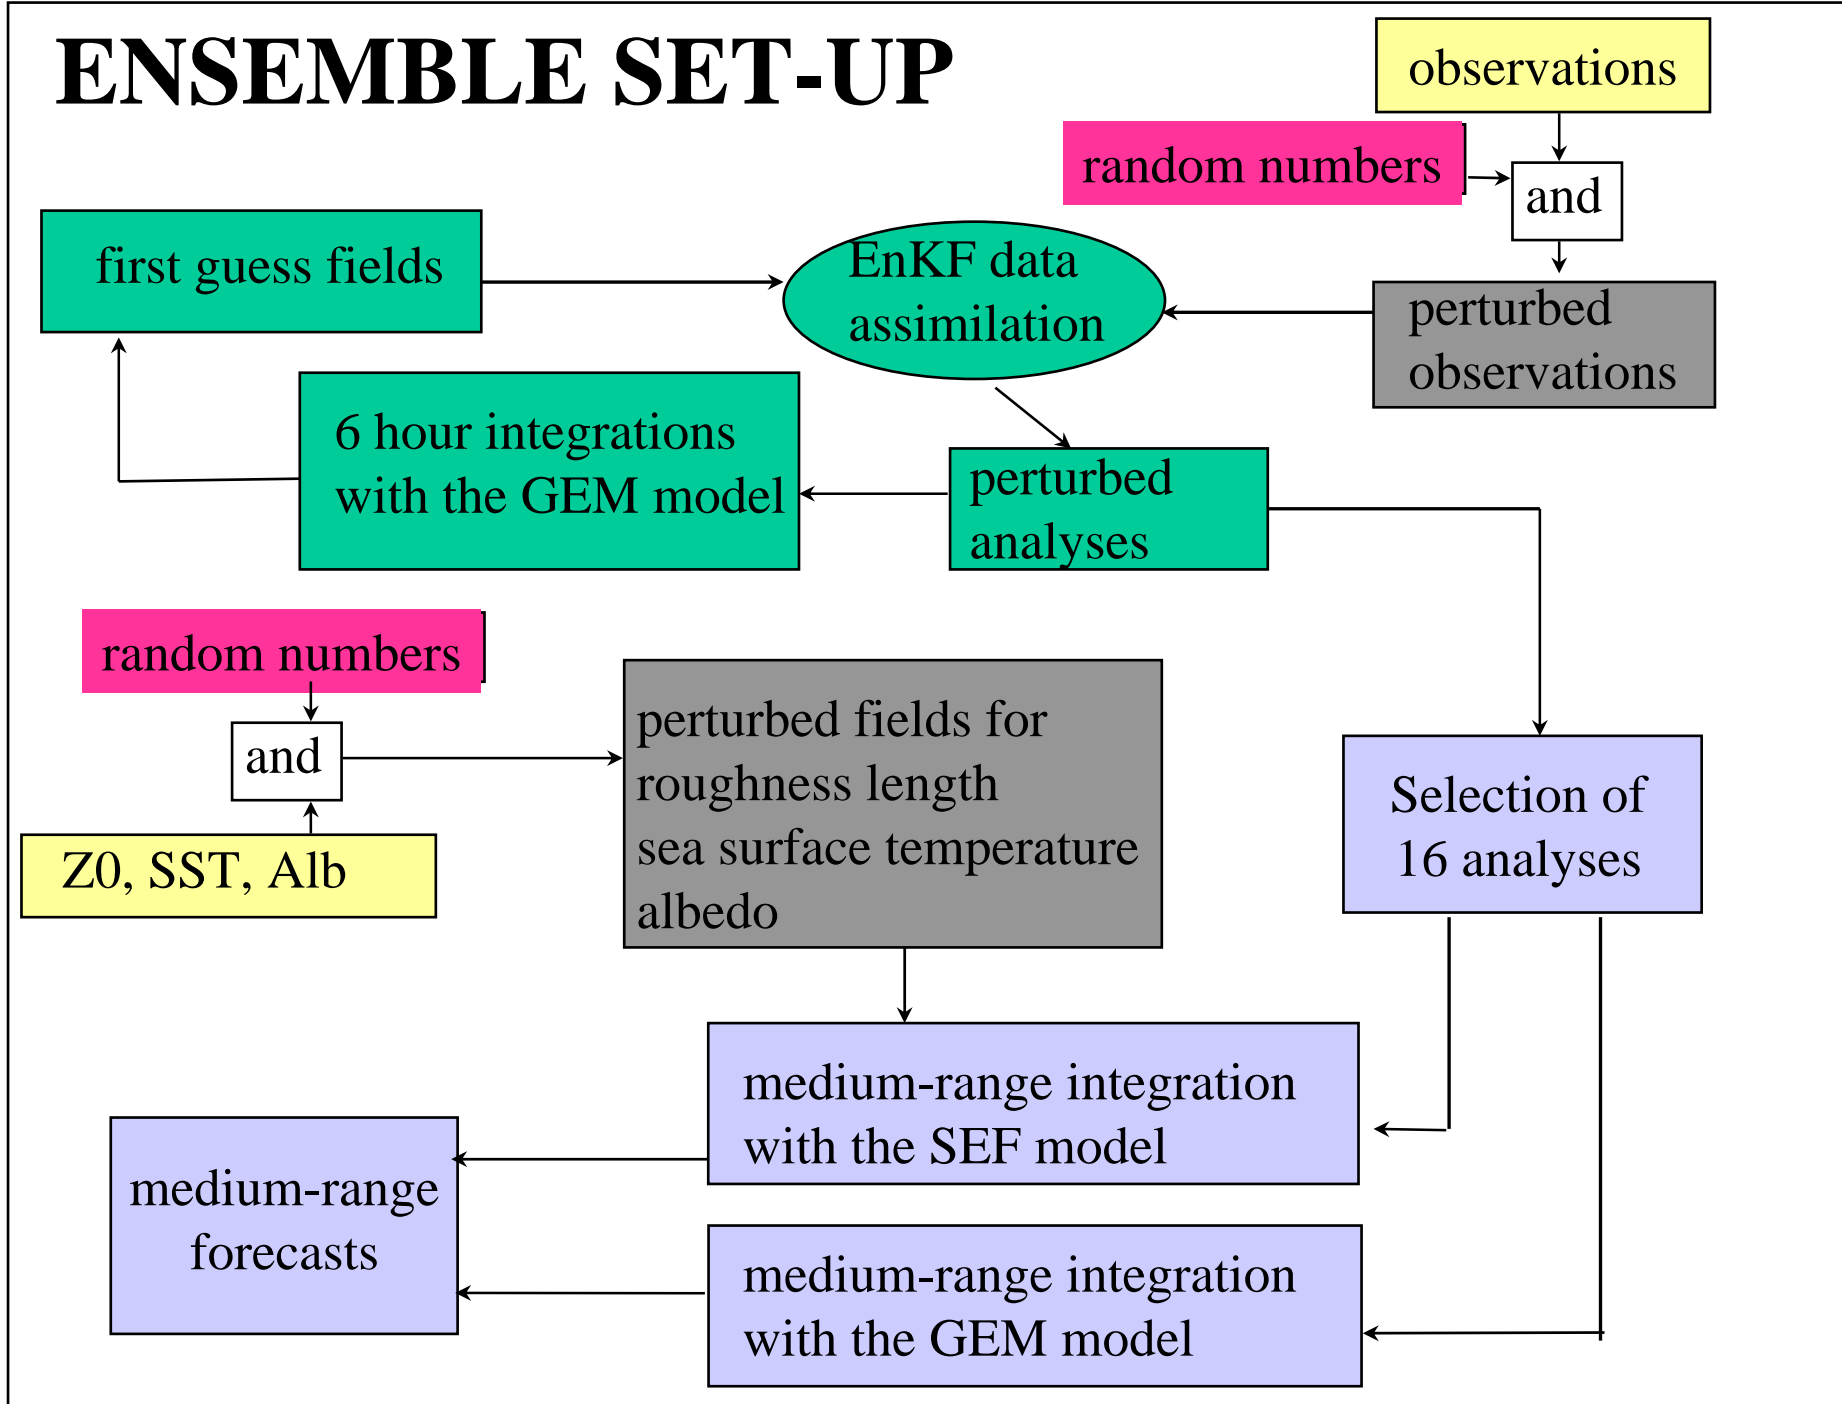 ENSEMBLE SET-UP
observations
random numbers
and
first guess fields
EnKF data
assimilation
perturbed
observations
6 hour integrations
with the GEM model
perturbed
analyses
random numbers
and
Z0, SST, Alb
perturbed fields for
roughness length
sea surface temperature
albedo
Selection of
16 analyses
medium-range integration
with the SEF model
medium-range
forecasts
medium-range integration
with the GEM model